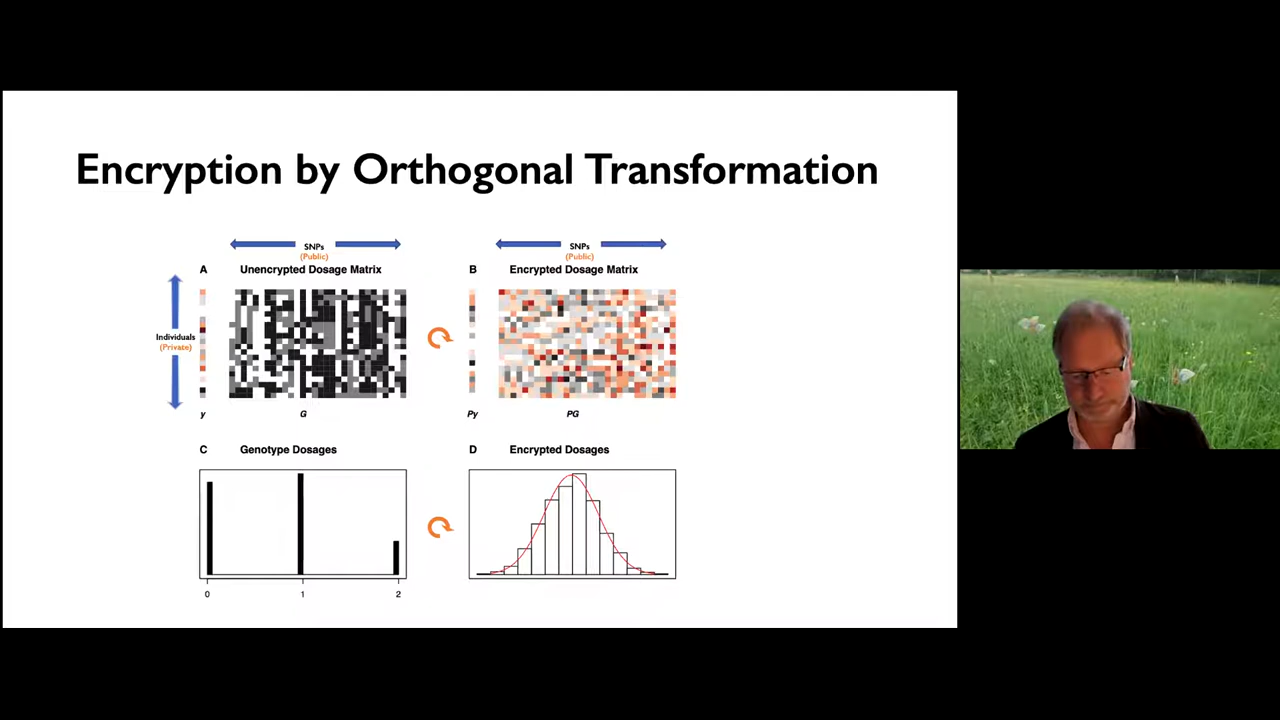 Encryption by Orthogonal Transformation
SNPs
(Public)
A Unencrypted Dosage Matrix
Individuals
(Private)
y G
SNPs
(Public)
B Encrypted Dosage Matrix
Py PG
C Genotype Dosages
0 1 2
D Encrypted Dosages